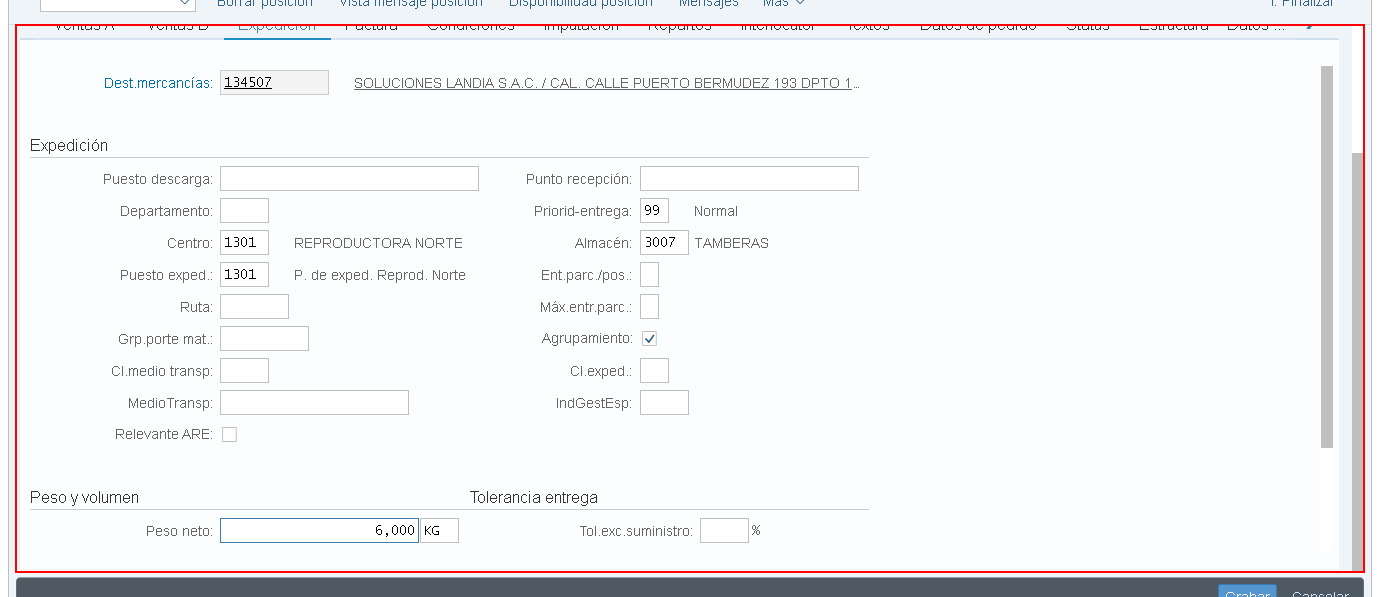 Borrar posición Vista mensaje posición Disponibilidad posición Mensajes Más T. Finalizar
Ventas A Ventas B Expedición Factura Condiciones Imputación Repartos Interlocutor Textos Datos de pedido Status Estructura Datos ...
Dest.mercancías: 134507 SOLUCIONES LANDIA S.A.C. / CAL. CALLE PUERTO BERMUDEZ 193 DPTO 1...
Expedición
Puesto descarga: Punto recepción:
Departamento: Priorid-entrega: 99 Normal
Centro: 1301 REPRODUCTORA NORTE Almacén: 3007 TAMBERAS
Puesto exped.: 1301 P. de exped. Reprod. Norte Ent.parc./pos.:
Ruta: Máx.entr.parc.:
Grp.porte mat.: Agrupamiento:
Cl.medio transp: Cl.exped.:
MedioTransp: IndGestEsp:
Relevante ARE:
Peso y volumen Tolerancia entrega
Peso neto: 6,000 KG Tol.exc.suministro: %
Grabar Cancelar